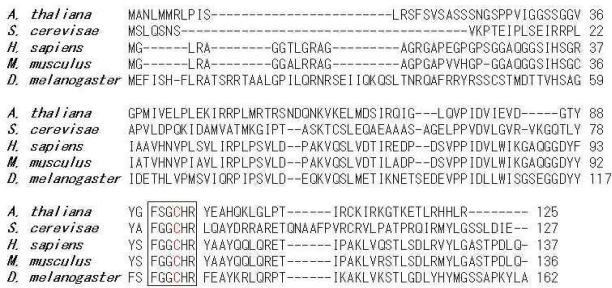 A. thaliana MANLMMRLPIS--------------------------LRSFSVSASSSNGSPPVIGGSSGGV 36
S. cerevisae MSLQSNS------------------------------------VKPTEIPLSEIRRPL 22
H. sapiens MG------LRA------GGTLGRAG-----AGRGAPEGPGPSGGAQGGSIHSGR 37
M. musculus MG------LRA------GGALRRAG-----AGPGAPVVHGP-GGAQGGSIHSGC 36
D. melanogaster MEFISH-FLRATSRRTAALGPILQRNRSEIIQKQSLTNRQAFRRYRSSCSTMDTTVHSAG 59
A. thaliana GPMIVELPLEKIRRPLMRTRSNDQNKVKELMDSIRQIG---LQVPIDVIEVD----GTY 88
S. cerevisae APVLDPQKIDAMVATMKGIPT--ASKTCSLEQAEAAAS-AGELPPVDVLGVR-VKGQTLY 78
H. sapiens IAAVHNVPLSVLIRPLPSVLD--PAKVQSLVDTIREDP--DSVPPIDVLWIKGAQGGDYF 93
M. musculus IATVHNVPIAVLIRPLPSVLD--PAKVQSLVDTILADP--DSVPPIDVLWIKGAQGGDYY 92
D. melanogaster IDETHLVPMSVIQRPIPSVLD--EQKVQSLMETIKNETSEDEVPPIDLLWISGSEGGDYY 117
A. thaliana YG FSGCHR YEAHQKLGLPT------IRCKIRKGTKETLRHHLR--- 125
S. cerevisae YA FGGCHR LQAYDRRARETQNAAFPVRCRVLPATPRQIRMYLGSSLDIE-- 127
H. sapiens YS FGGCHR YAAYQQLQRET------IPAKLVQSTLSDLRVYLGASTPDLQ- 137
M. musculus YS FGGCHR YAAYQQLQRET------IPAKLVRSTLSDLRMYLGASTPDLQ- 136
D. melanogaster FS FGGCHR FEAYKRLQRPT------IKAKLVKSTLGDLYHYMGSSAPKYLA 162